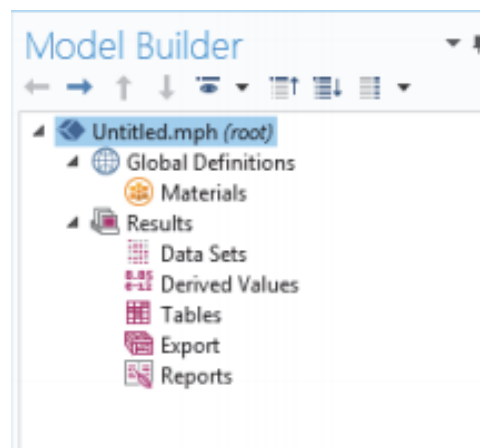 Model Builder
Untitled.mph (root)
Global Definitions
Materials
Results
Data Sets
Derived Values
Tables
Export
Reports